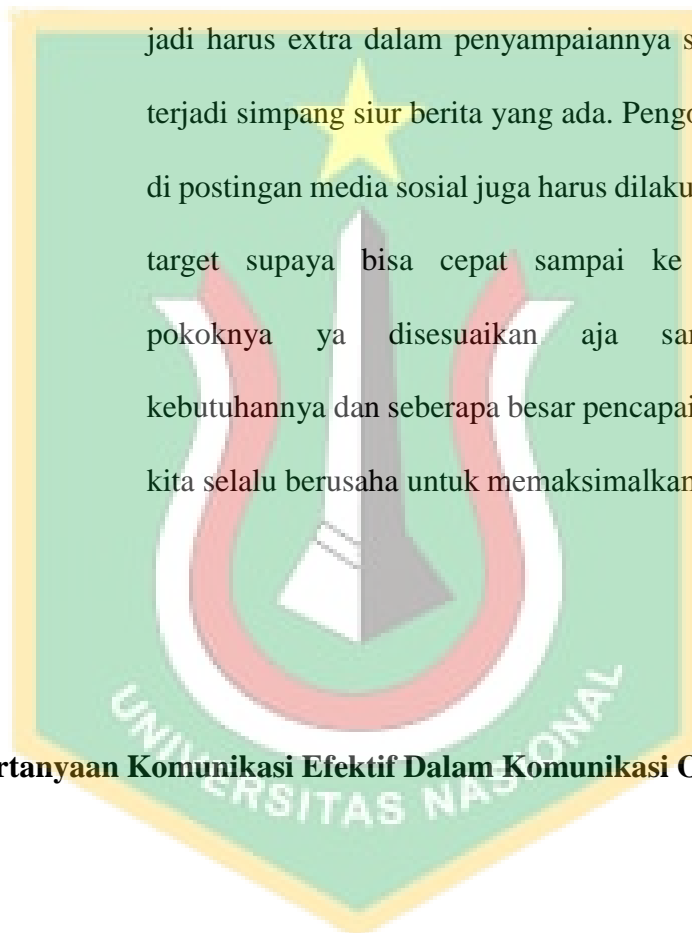 jadi harus extra dalam penyampaiannya s
terjadi simpang siur berita yang ada. Pengo
di postingan media sosial juga harus dilaku
target supaya bisa cepat sampai ke
pokoknya ya disesuaikan aja sa
kebutuhannya dan seberapa besar pencapai
kita selalu berusaha untuk memaksimalkan
rtanyaan Komunikasi Efektif Dalam Komunikasi O
UNIVERSITAS NASIONAL